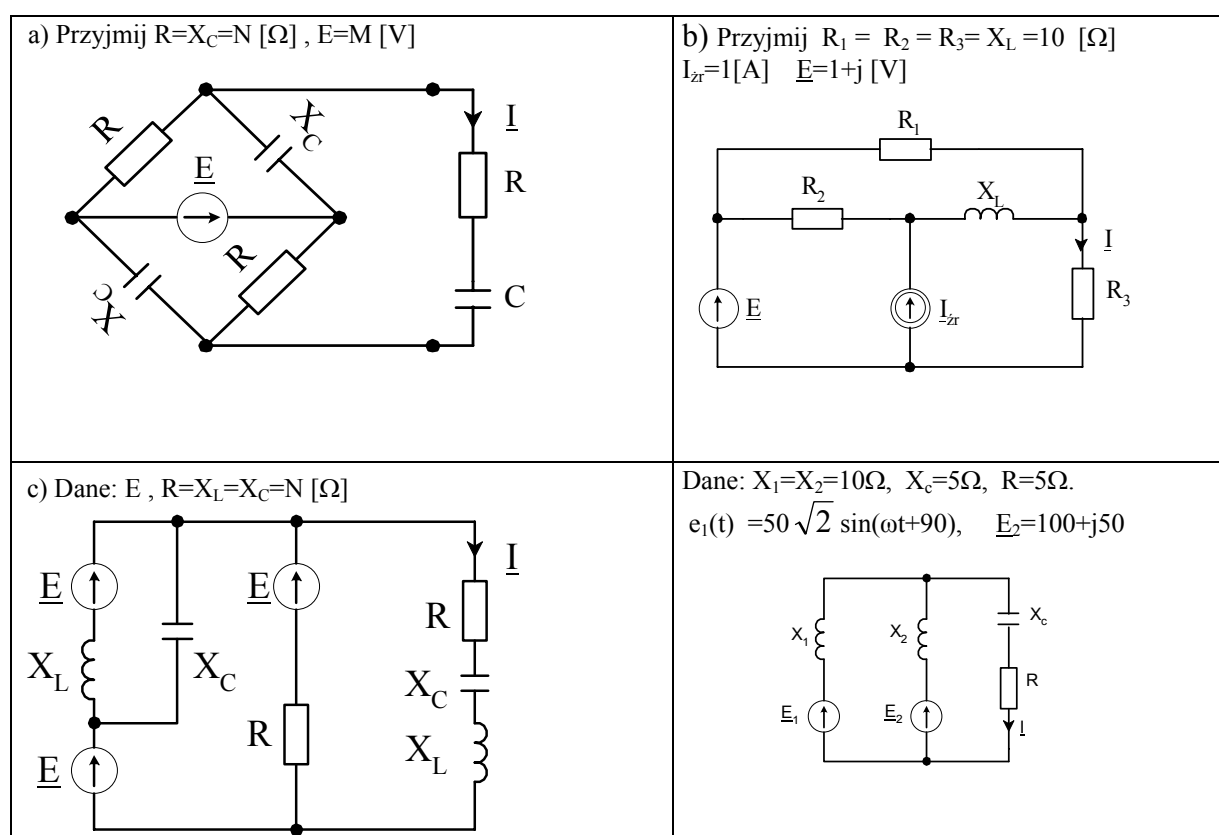 a) Przyjmij R=X_C=N [Ω] , E=M [V]
R
X_C
E
R
X_C
I
R
C
b) Przyjmij R₁ = R₂ = R₃= X_L =10 [Ω]
I_źr=1[A] E=1+j [V]
R₁
R₂
X_L
I
E
I_źr
R₃
c) Dane: E , R=X_L=X_C=N [Ω]
E
E
I
R
X_L
X_C
X_C
R
X_L
E
Dane: X₁=X₂=10Ω, X_c=5Ω, R=5Ω.
e₁(t) =50√2 sin(ωt+90), E₂=100+j50
X₁
X₂
X_c
R
E₁
E₂
I